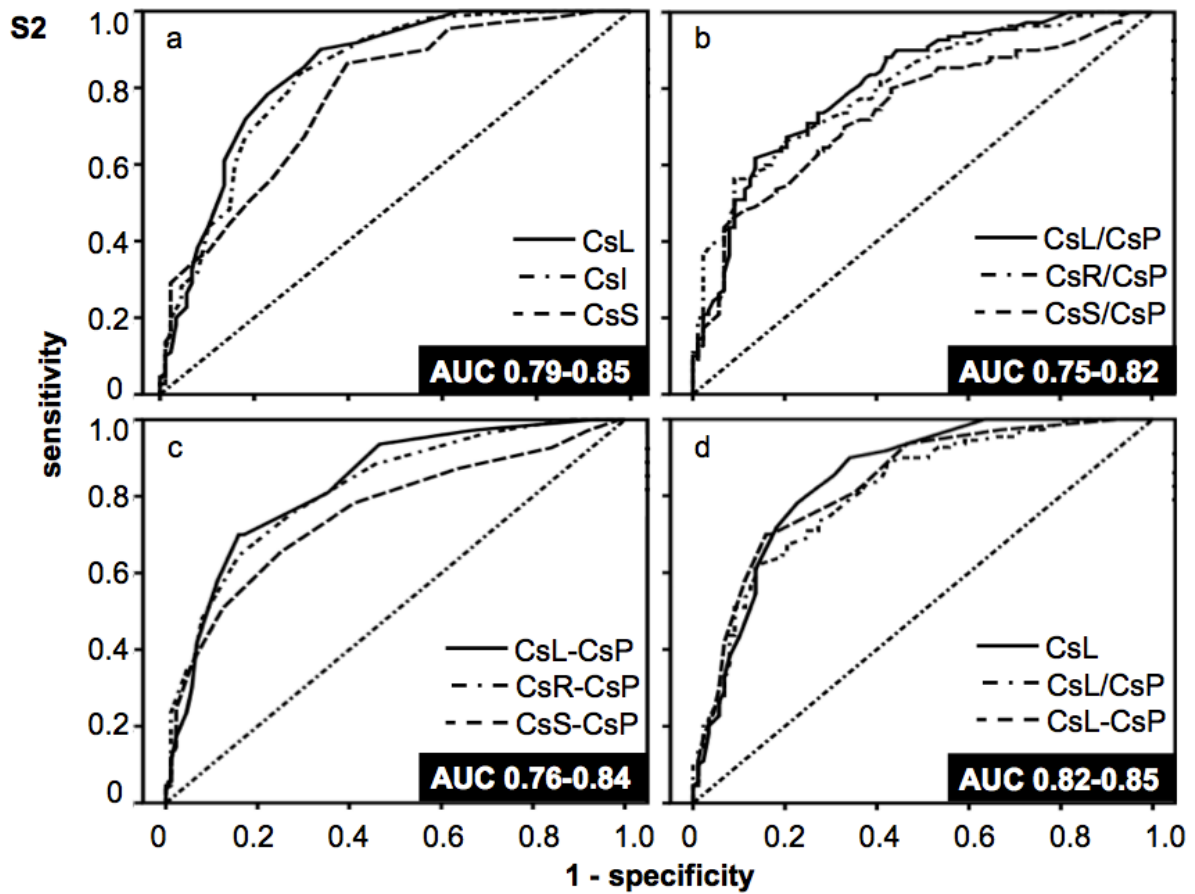 S2
sensitivity
1.0
0.8
0.6
0.4
0.2
0
a
CsL
CsI
CsS
AUC 0.79-0.85
b
CsL/CsP
CsR/CsP
CsS/CsP
AUC 0.75-0.82
1.0
0.8
0.6
0.4
0.2
0
c
CsL-CsP
CsR-CsP
CsS-CsP
AUC 0.76-0.84
d
CsL
CsL/CsP
CsL-CsP
AUC 0.82-0.85
0 0.2 0.4 0.6 0.8 1.0
0 0.2 0.4 0.6 0.8 1.0
1 - specificity